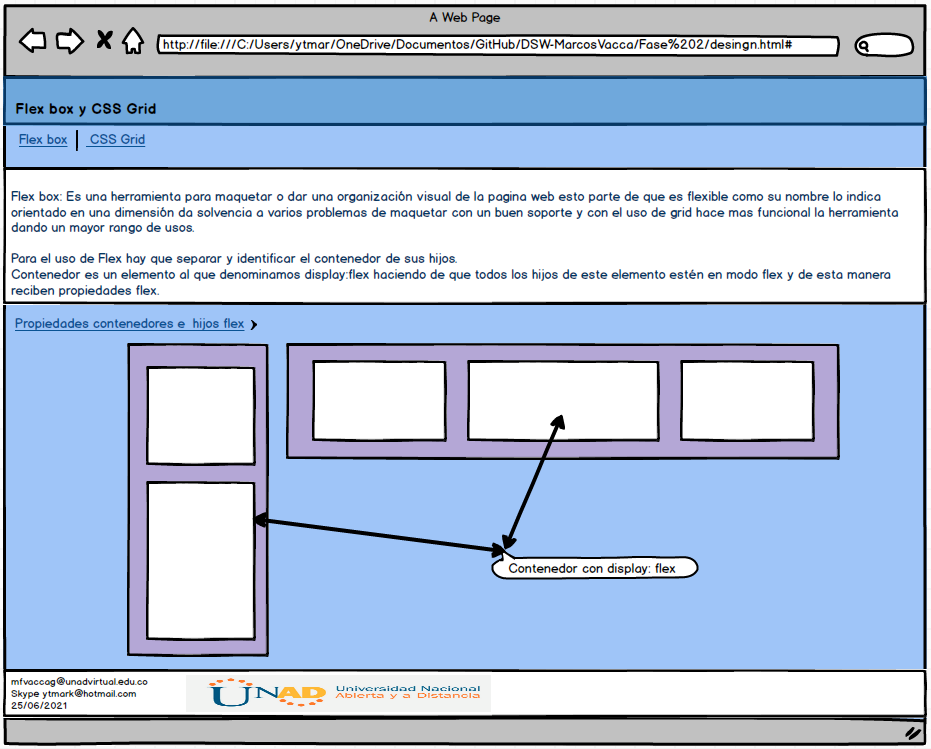 A Web Page
http://file:///C:/Users/ytmar/OneDrive/Documentos/GitHub/DSW-MarcosVacca/Fase%202/desingn.html#
Flex box y CSS Grid
Flex box CSS Grid
Flex box: Es una herramienta para maquetar o dar una organización visual de la pagina web esto parte de que es flexible como su nombre lo indica
orientado en una dimensión da solvencia a varios problemas de maquetar con un buen soporte y con el uso de grid hace mas funcional la herramienta
dando un mayor rango de usos.
Para el uso de Flex hay que separar y identificar el contenedor de sus hijos.
Contenedor es un elemento al que denominamos display:flex haciendo de que todos los hijos de este elemento estén en modo flex y de esta manera
reciben propiedades flex.
Propiedades contenedores e hijos flex
Contenedor con display: flex
mfvaccag@unadvirtual.edu.co
Skype ytmark@hotmail.com
25/06/2021
UNAD
Universidad Nacional
Abierta y a Distancia